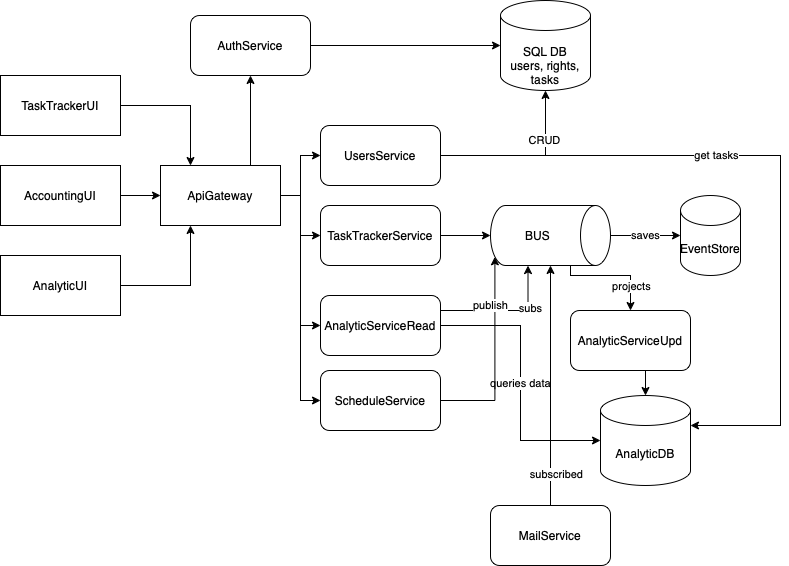 AuthService
SQL DB
users, rights,
tasks
TaskTrackerUI
CRUD
UsersService
get tasks
AccountingUI
ApiGateway
TaskTrackerService
BUS
saves
EventStore
AnalyticUI
projects
publish
subs
AnalyticServiceRead
AnalyticServiceUpd
queries data
ScheduleService
AnalyticDB
subscribed
MailService